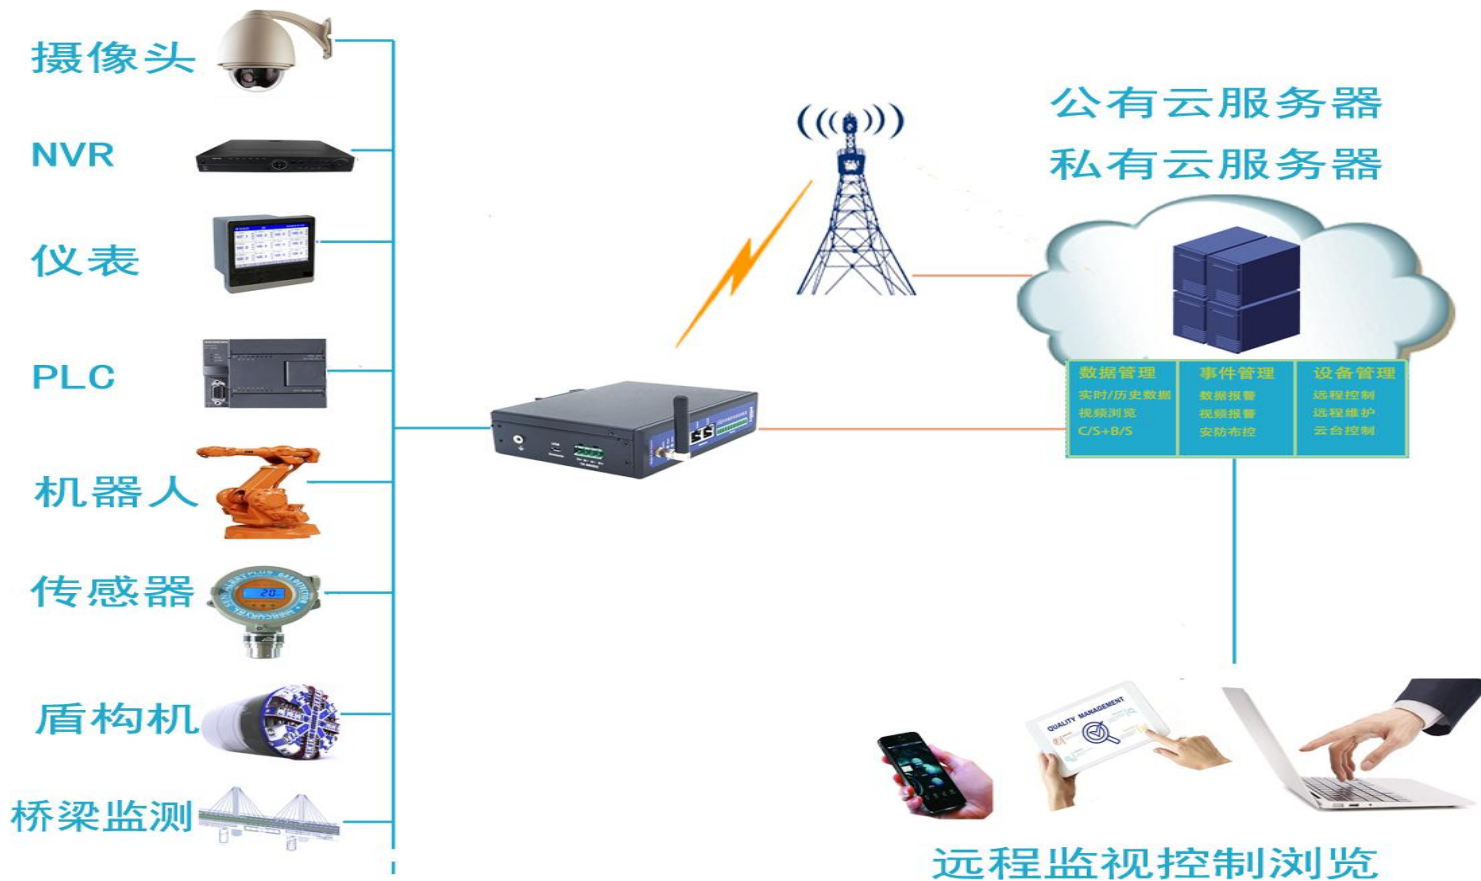 摄像头
NVR
仪表
PLC
机器人
传感器
盾构机
桥梁监测
公有云服务器
私有云服务器
数据管理
实时/历史数据
视频浏览
C/S+B/S
事件管理
数据报警
视频报警
安防布控
设备管理
远程控制
远程维护
云台控制
20
QUALITY MANAGEMENT
远程监视控制浏览